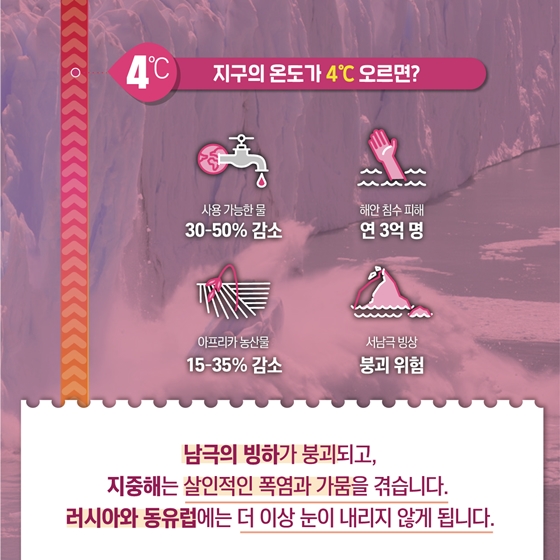 4℃
지구의 온도가 4℃ 오르면?
사용 가능한 물
30-50% 감소
해안 침수 피해
연 3억 명
아프리카 농산물
15-35% 감소
서남극 빙상
붕괴 위험
남극의 빙하가 붕괴되고,
지중해는 살인적인 폭염과 가뭄을 겪습니다.
러시아와 동유럽에는 더 이상 눈이 내리지 않게 됩니다.